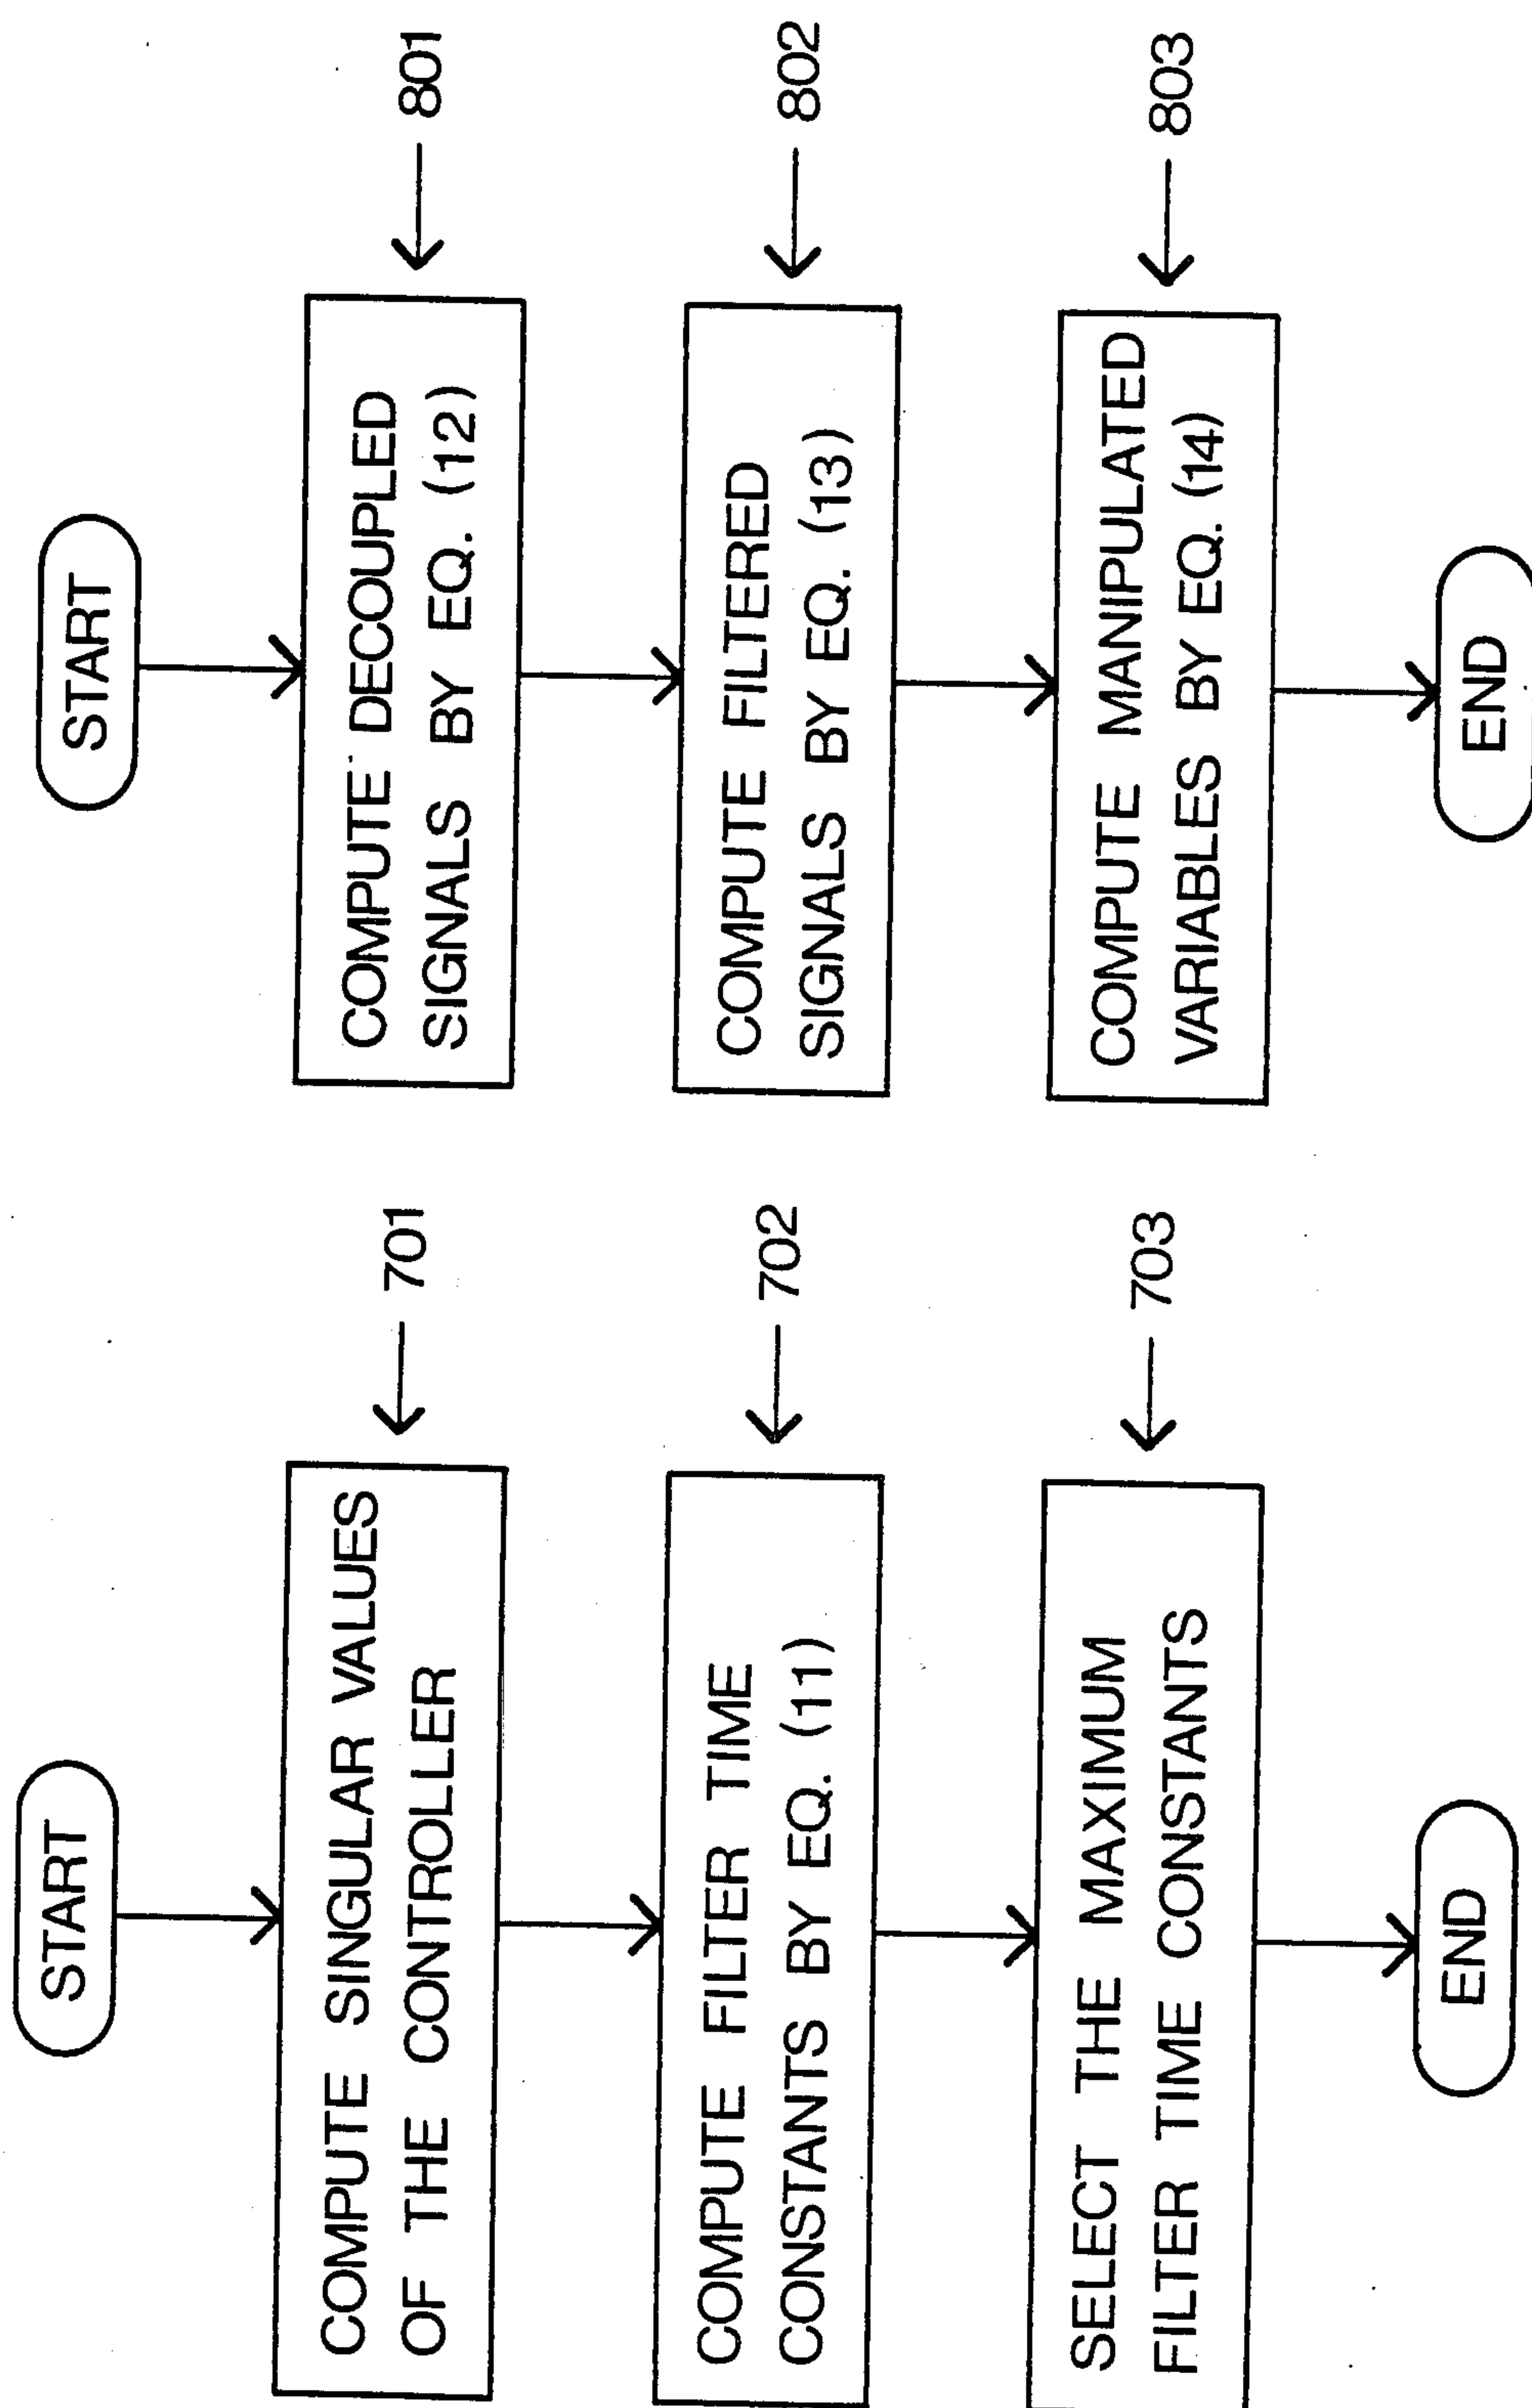 START
COMPUTE SINGULAR VALUES
OF THE CONTROLLER
701
COMPUTE FILTER TIME
CONSTANTS BY EQ. (11)
702
SELECT THE MAXIMUM
FILTER TIME CONSTANTS
703
END
START
COMPUTE DECOUPLED
SIGNALS BY EQ. (12)
801
COMPUTE FILTERED
SIGNALS BY EQ. (13)
802
COMPUTE MANIPULATED
VARIABLES BY EQ. (14)
803
END